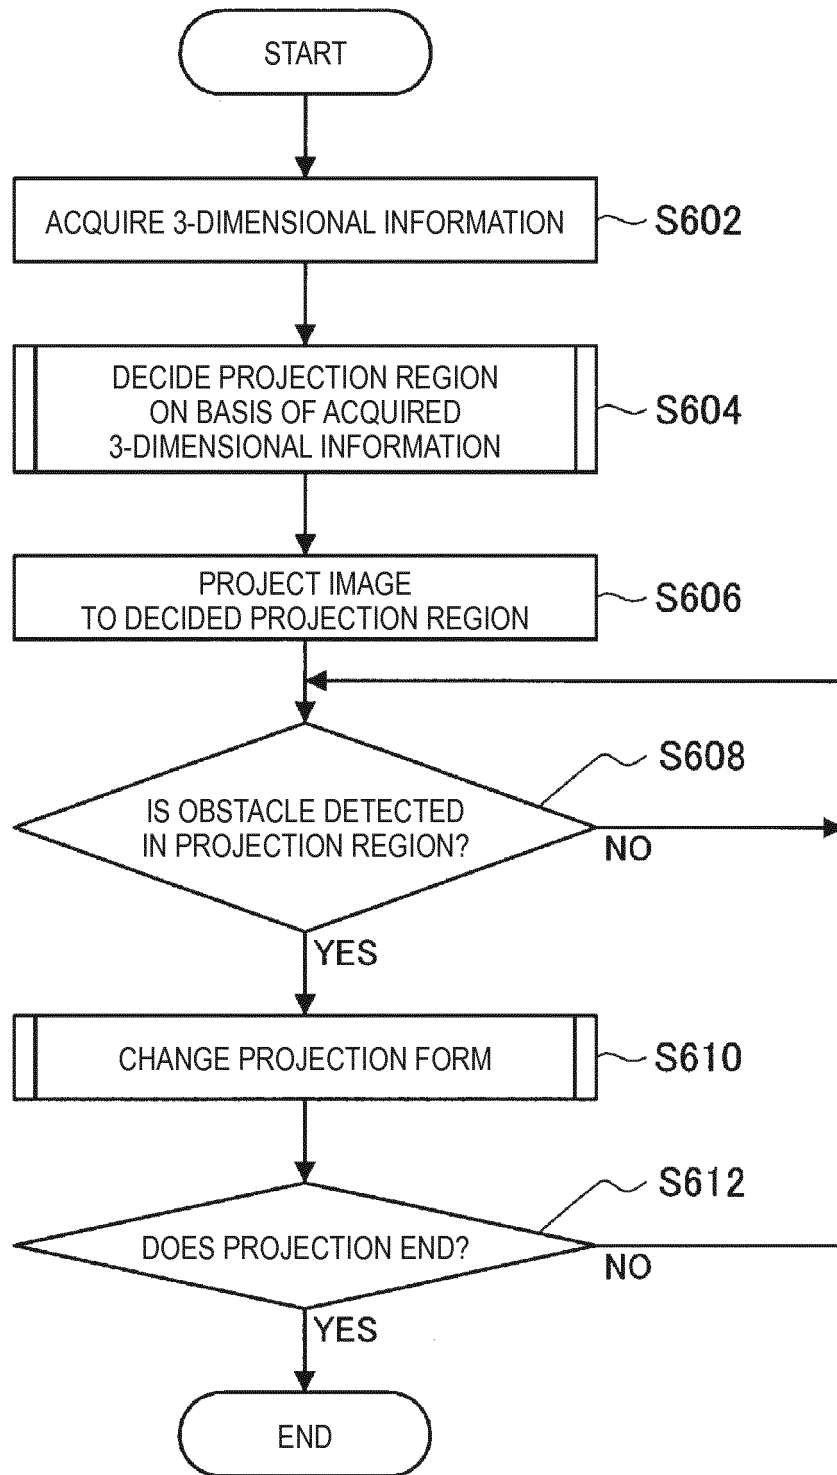 START
ACQUIRE 3-DIMENSIONAL INFORMATION
S602
DECIDE PROJECTION REGION
ON BASIS OF ACQUIRED
3-DIMENSIONAL INFORMATION
S604
PROJECT IMAGE
TO DECIDED PROJECTION REGION
S606
S608
IS OBSTACLE DETECTED
IN PROJECTION REGION?
NO
YES
CHANGE PROJECTION FORM
S610
S612
DOES PROJECTION END?
NO
YES
END